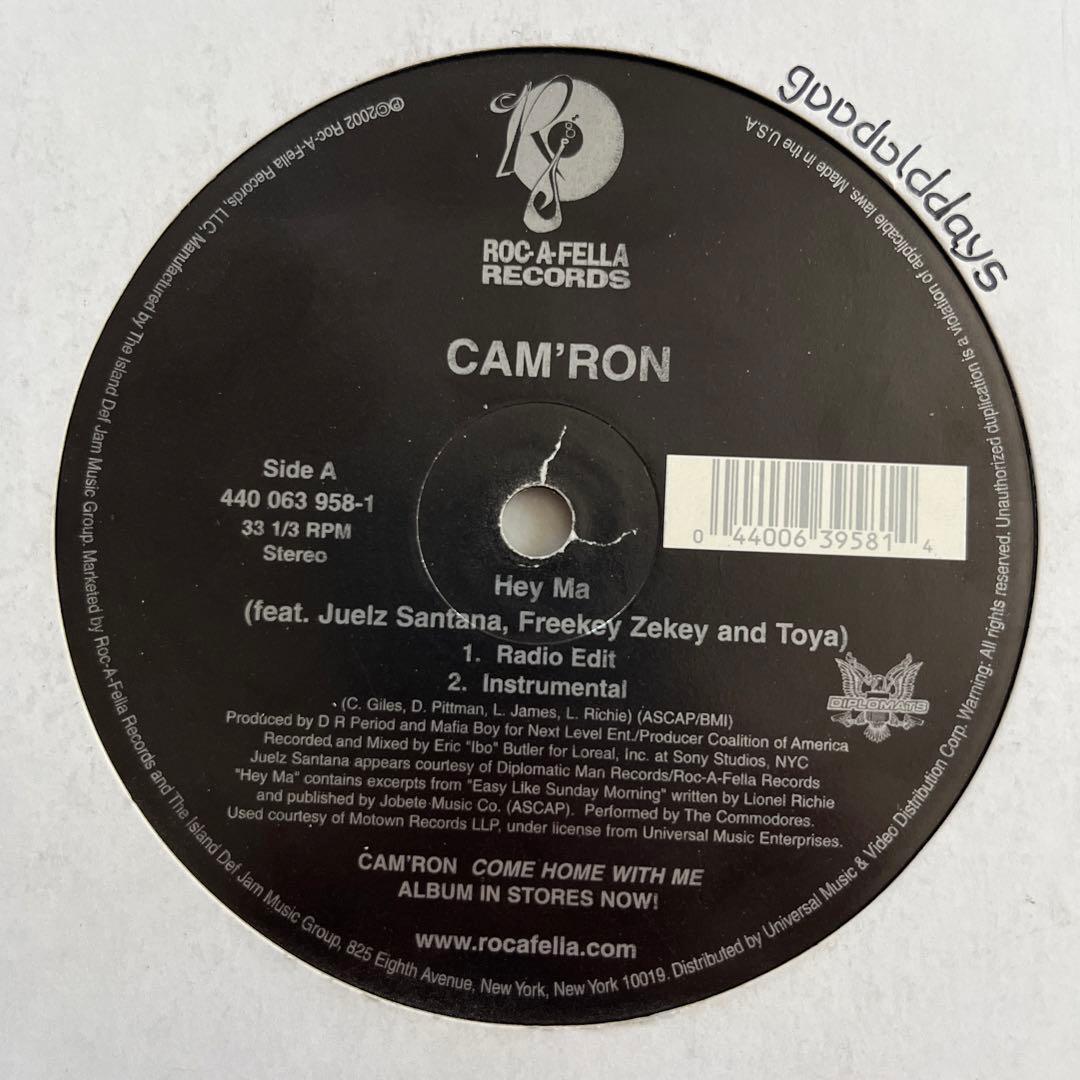 gooolddays
ROC-A-FELLA
RECORDS
CAM'RON
Side A
440 063 958-1
33 1/3 RPM
Stereo
0 44006 39581 4
Hey Ma
(feat. Juelz Santana, Freekey Zekey and Toya)
1. Radio Edit
2. Instrumental
(C. Giles, D. Pittman, L. James, L. Richie) (ASCAP/BMI)
Produced by D R Period and Mafia Boy for Next Level Ent./Producer Coalition of America
Recorded and Mixed by Eric "Ibo" Butler for Loreal, Inc. at Sony Studios, NYC
Juelz Santana appears courtesy of Diplomatic Man Records/Roc-A-Fella Records
"Hey Ma" contains excerpts from "Easy Like Sunday Morning" written by Lionel Richie
and published by Jobete Music Co. (ASCAP). Performed by The Commodores.
Used courtesy of Motown Records LLP, under license from Universal Music Enterprises.
DIPLOMATS
CAM'RON COME HOME WITH ME
ALBUM IN STORES NOW!
www.rocafella.com
℗©2002 Roc-A-Fella Records, LLC. Manufactured by The Island Def Jam Music Group. Marketed by Roc-A-Fella Records and The Island Def Jam Music Group, 825 Eighth Avenue, New York, New York 10019. Distributed by Universal Music & Video Distribution Corp. Warning: All rights reserved. Unauthorized duplication is a violation of applicable laws. Made in the U.S.A.